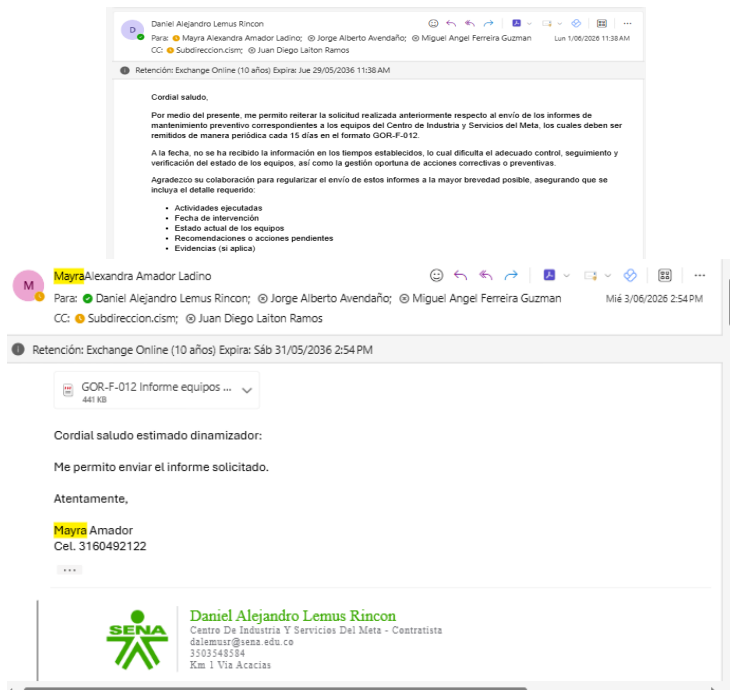 D
Daniel Alejandro Lemus Rincon
Para: Mayra Alexandra Amador Ladino; Jorge Alberto Avendaño; Miguel Angel Ferreira Guzman
Lun 1/06/2026 11:38 AM
CC: Subdireccion.cism; Juan Diego Laiton Ramos
Retención: Exchange Online (10 años) Expira: Jue 29/05/2036 11:38 AM
Cordial saludo,
Por medio del presente, me permito reiterar la solicitud realizada anteriormente respecto al envío de los informes de
mantenimiento preventivo correspondientes a los equipos del Centro de Industria y Servicios del Meta, los cuales deben ser
remitidos de manera periódica cada 15 días en el formato GOR-F-012.
A la fecha, no se ha recibido la información en los tiempos establecidos, lo cual dificulta el adecuado control, seguimiento y
verificación del estado de los equipos, así como la gestión oportuna de acciones correctivas o preventivas.
Agradezco su colaboración para regularizar el envío de estos informes a la mayor brevedad posible, asegurando que se
incluya el detalle requerido:
• Actividades ejecutadas
• Fecha de intervención
• Estado actual de los equipos
• Recomendaciones o acciones pendientes
• Evidencias (si aplica)
M
MayraAlexandra Amador Ladino
Para: Daniel Alejandro Lemus Rincon; Jorge Alberto Avendaño; Miguel Angel Ferreira Guzman
Mié 3/06/2026 2:54 PM
CC: Subdireccion.cism; Juan Diego Laiton Ramos
Retención: Exchange Online (10 años) Expira: Sáb 31/05/2036 2:54 PM
GOR-F-012 Informe equipos ...
441 KB
Cordial saludo estimado dinamizador:
Me permito enviar el informe solicitado.
Atentamente,
Mayra Amador
Cel. 3160492122
...
SENA
Daniel Alejandro Lemus Rincon
Centro De Industria Y Servicios Del Meta - Contratista
dalemusr@sena.edu.co
3503548584
Km 1 Via Acacias